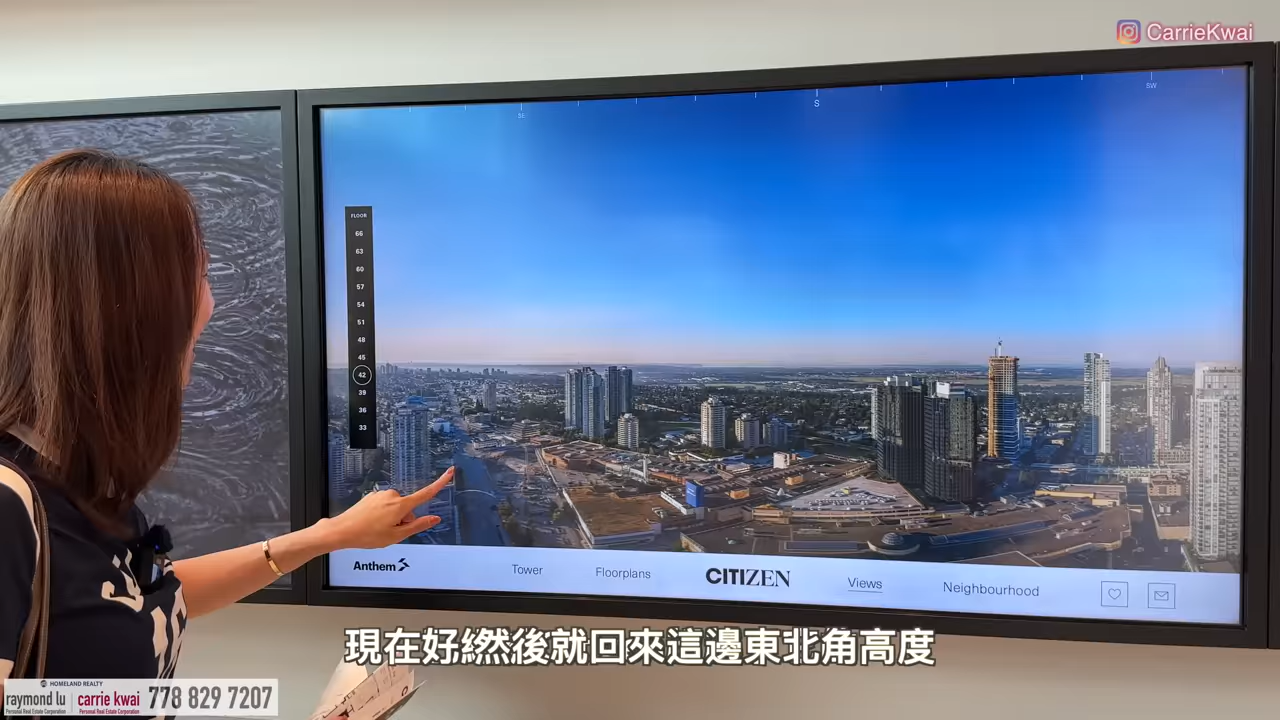 CarrieKwai
SE
S
SW
FLOOR
66
63
60
57
54
51
48
45
42
39
36
33
Anthem
Tower
Floorplans
CITIZEN
Views
Neighbourhood
現在好繎然後就回來這邊東北角高度
HOMELAND REALTY
raymond lu
Personal Real Estate Corporation
carrie kwai
Personal Real Estate Corporation
778 829 7207